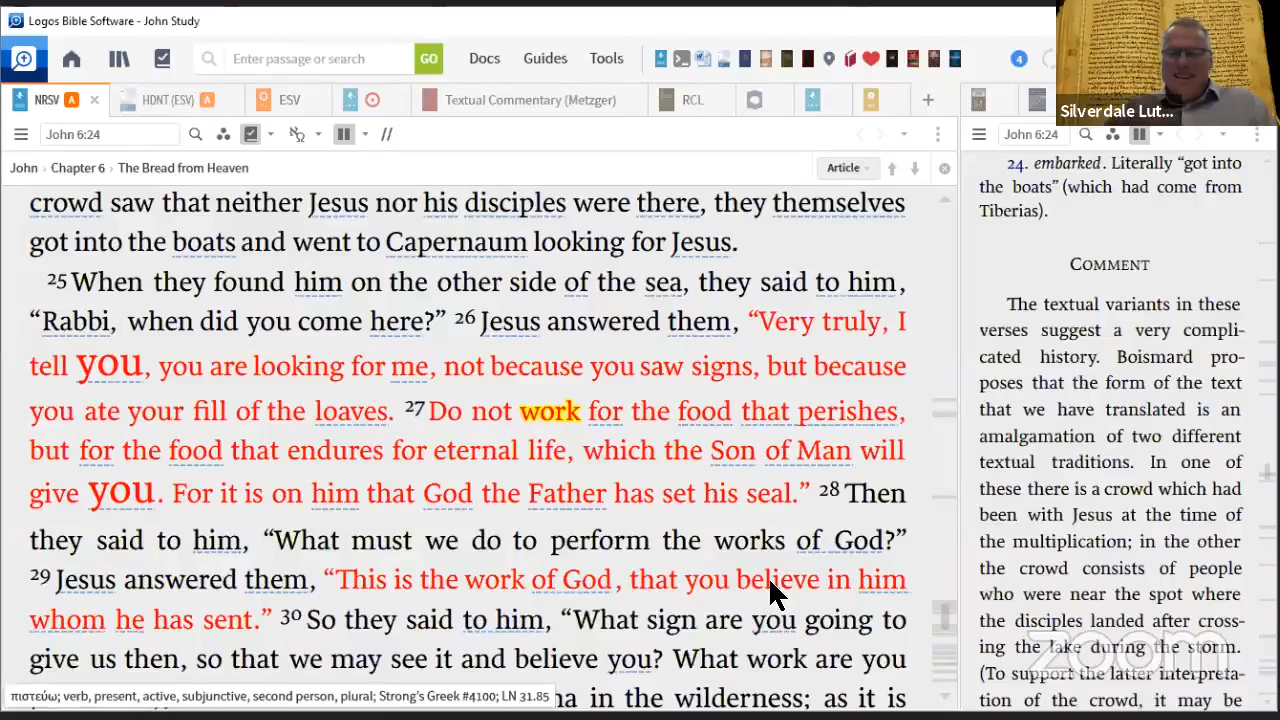 Logos Bible Software - John Study
Enter passage or search
GO
Docs
Guides
Tools
4
Silverdale Lut...
NRSV A
HDNT (ESV) A
ESV
Textual Commentary (Metzger)
RCL
John 6:24
John 6:24
John › Chapter 6 › The Bread from Heaven
Article
crowd saw that neither Jesus nor his disciples were there, they themselves
got into the boats and went to Capernaum looking for Jesus.
25 When they found him on the other side of the sea, they said to him,
“Rabbi, when did you come here?” 26 Jesus answered them, “Very truly, I
tell you, you are looking for me, not because you saw signs, but because
you ate your fill of the loaves. 27 Do not work for the food that perishes,
but for the food that endures for eternal life, which the Son of Man will
give you. For it is on him that God the Father has set his seal.” 28 Then
they said to him, “What must we do to perform the works of God?”
29 Jesus answered them, “This is the work of God, that you believe in him
whom he has sent.” 30 So they said to him, “What sign are you going to
give us then, so that we may see it and believe you? What work are you
na in the wilderness; as it is
πιστεύω; verb, present, active, subjunctive, second person, plural; Strong’s Greek #4100; LN 31.85
24. embarked. Literally “got into
the boats” (which had come from
Tiberias).
COMMENT
The textual variants in these
verses suggest a very compli-
cated history. Boismard pro-
poses that the form of the text
that we have translated is an
amalgamation of two different
textual traditions. In one of
these there is a crowd which had
been with Jesus at the time of
the multiplication; in the other
the crowd consists of people
who were near the spot where
the disciples landed after cross-
ing the lake during the storm.
(To support the latter interpreta-
tion of the crowd, it may be
zoom